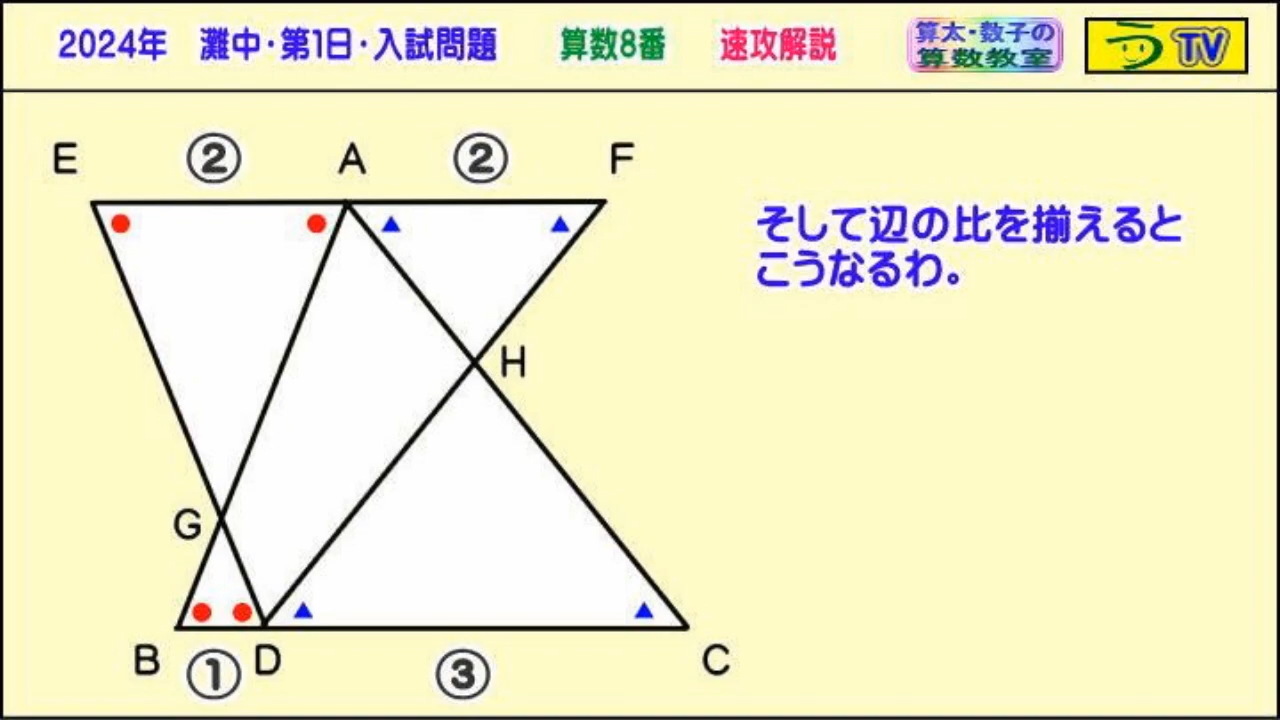 2024年 灘中・第1日・入試問題 算数8番 速攻解説
算太・数子の
算数教室
う TV
E ② A ② F
そして辺の比を揃えると
こうなるわ。
H
G
B ① D ③ C